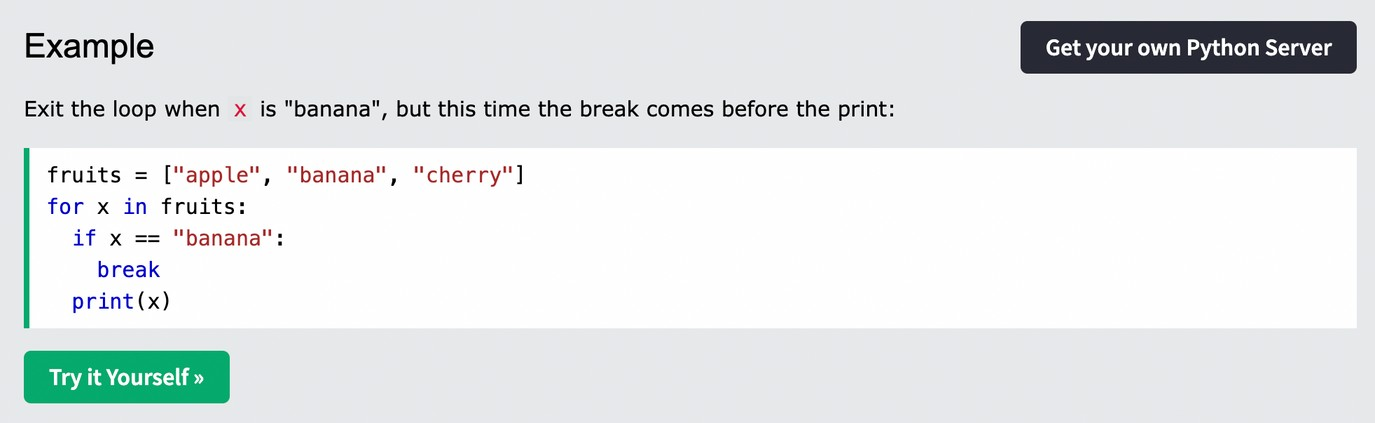 Example
Get your own Python Server
Exit the loop when x is "banana", but this time the break comes before the print:
fruits = ["apple", "banana", "cherry"]
for x in fruits:
  if x == "banana":
    break
  print(x)
Try it Yourself »